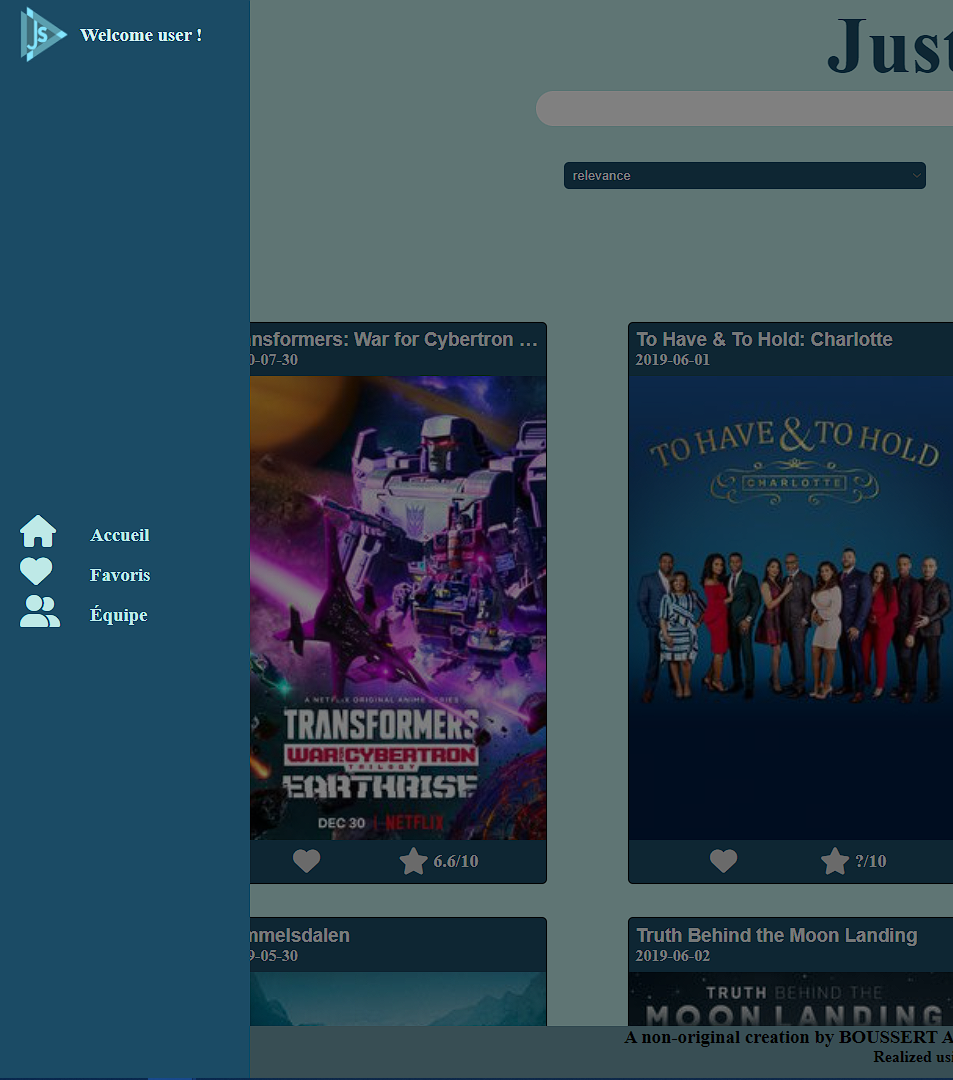 JS
Welcome user !
Just
relevance
nsformers: War for Cybertron …
0-07-30
To Have & To Hold: Charlotte
2019-06-01
TO HAVE & TO HOLD
CHARLOTTE
Accueil
Favoris
Équipe
A NETFLIX ORIGINAL ANIME SERIES
TRANSFORMERS
WAR FOR CYBERTRON
TRILOGY
EARTHRISE
DEC 30 | NETFLIX
6.6/10
?/10
mmelsdalen
9-05-30
Truth Behind the Moon Landing
2019-06-02
TRUTH BEHIND THE
MOON LANDING
A non-original creation by BOUSSERT A
Realized us